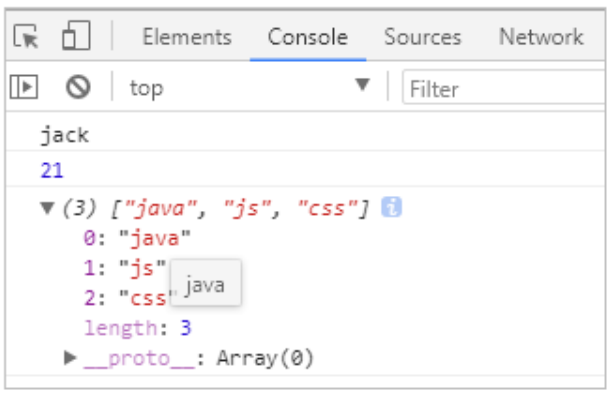 Elements Console Sources Network
top ▼ Filter
jack
21
▼ (3) ["java", "js", "css"] i
0: "java"
1: "js"
java
2: "css"
length: 3
▶ __proto__: Array(0)